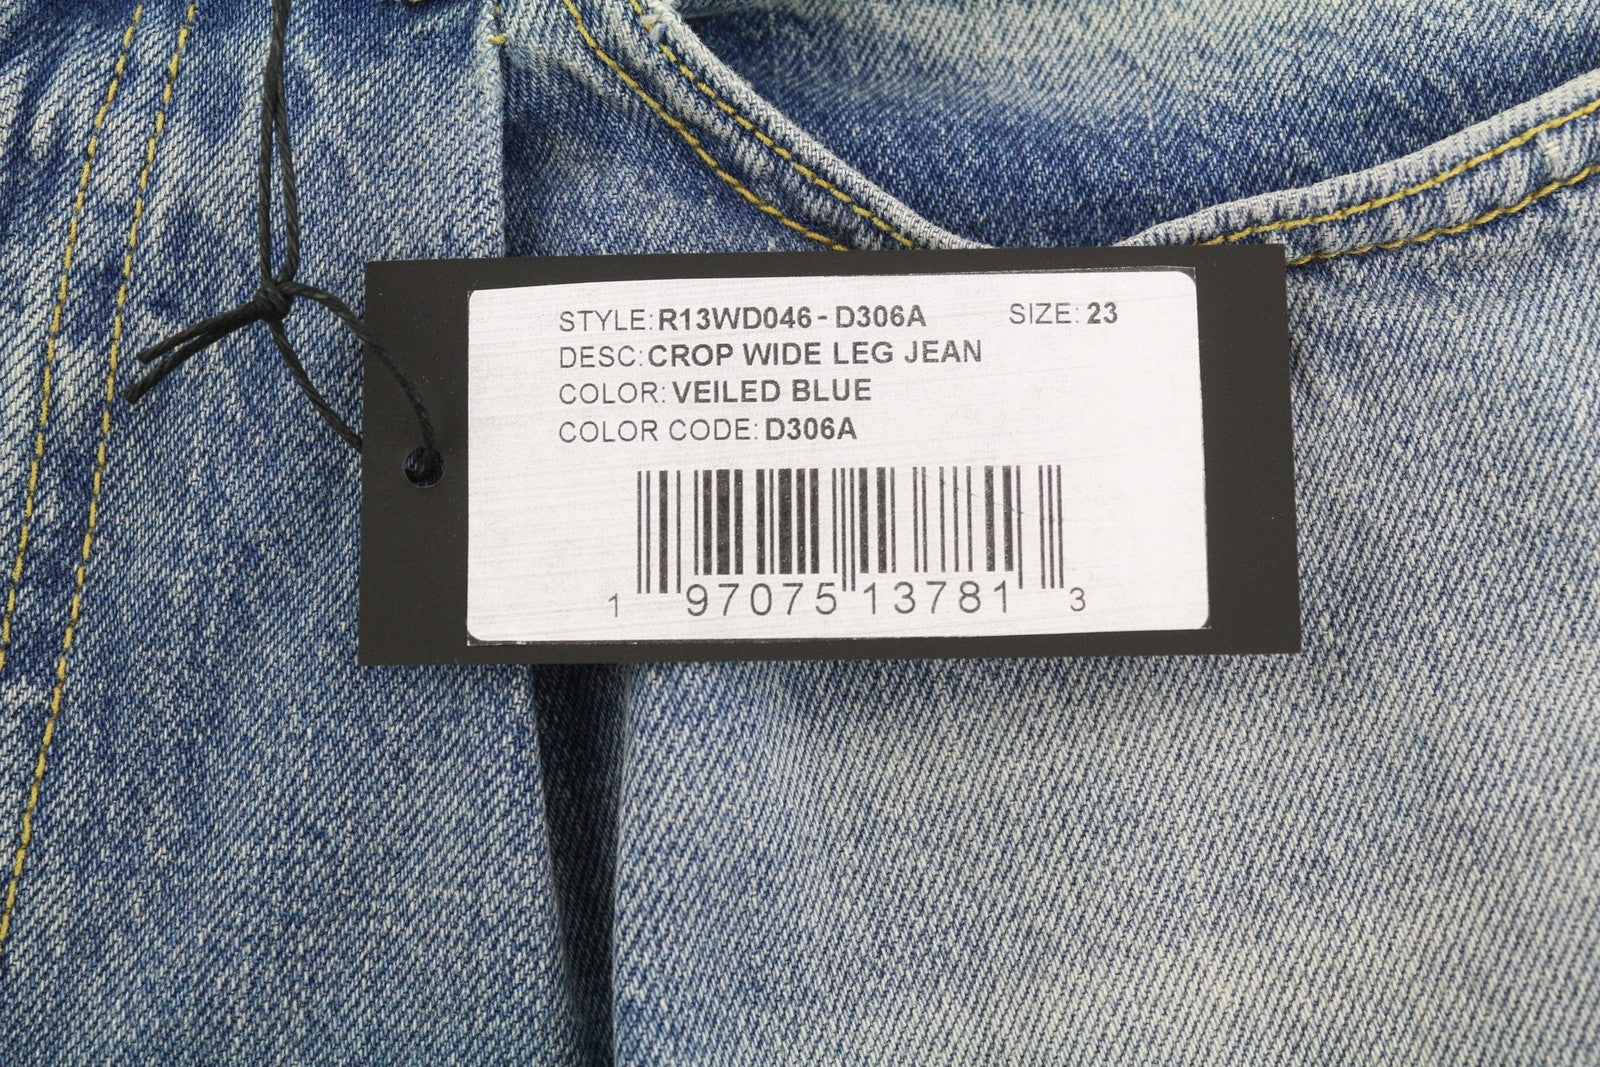 STYLE: R13WD046 - D306A SIZE: 23
DESC: CROP WIDE LEG JEAN
COLOR: VEILED BLUE
COLOR CODE: D306A
1 97075 13781 3